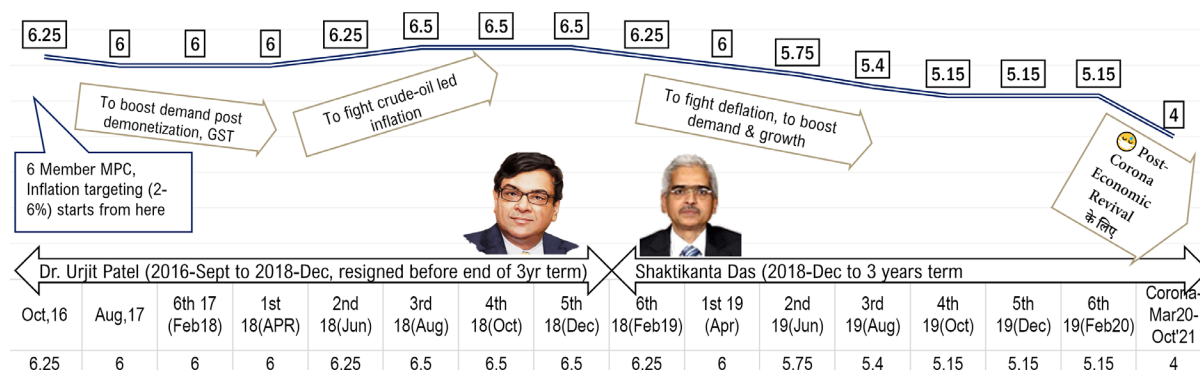 6.25 6 6 6 6.25 6.5 6.5 6.5 6.25 6 5.75 5.4 5.15 5.15 5.15 4
To boost demand post
demonetization, GST
To fight crude-oil led
inflation
To fight deflation, to boost
demand & growth
Post-
Corona
Economic
Revival
के लिए
6 Member MPC,
Inflation targeting (2-
6%) starts from here
Dr. Urjit Patel (2016-Sept to 2018-Dec, resigned before end of 3yr term)
Shaktikanta Das (2018-Dec to 3 years term
Oct,16
Aug,17
6th 17
(Feb18)
1st
18(APR)
2nd
18(Jun)
3rd
18(Aug)
4th
18(Oct)
5th
18(Dec)
6th
18(Feb19)
1st 19
(Apr)
2nd
19(Jun)
3rd
19(Aug)
4th
19(Oct)
5th
19(Dec)
6th
19(Feb20)
Corona-
Mar20-
Oct'21
6.25 6 6 6 6.25 6.5 6.5 6.5 6.25 6 5.75 5.4 5.15 5.15 5.15 4